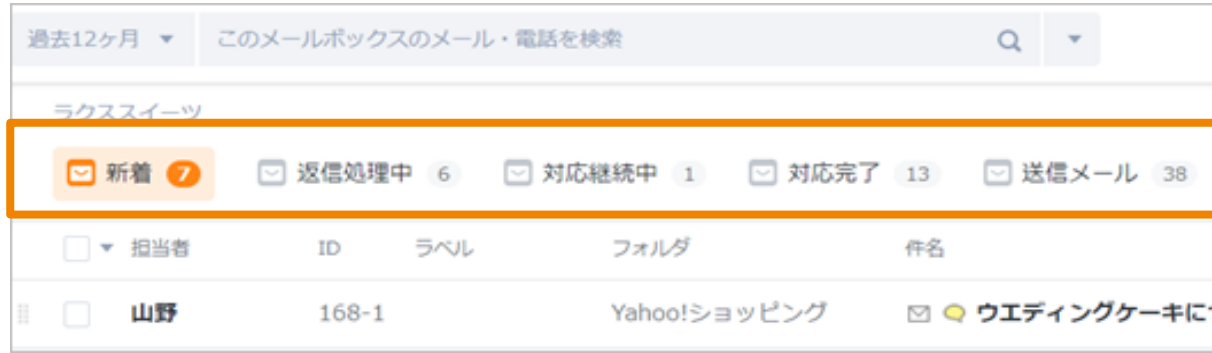 過去12ヶ月 このメールボックスのメール・電話を検索
ラクススイーツ
新着 7 返信処理中 6 対応継続中 1 対応完了 13 送信メール 38
担当者 ID ラベル フォルダ 件名
山野 168-1 Yahoo!ショッピング ウエディングケーキに